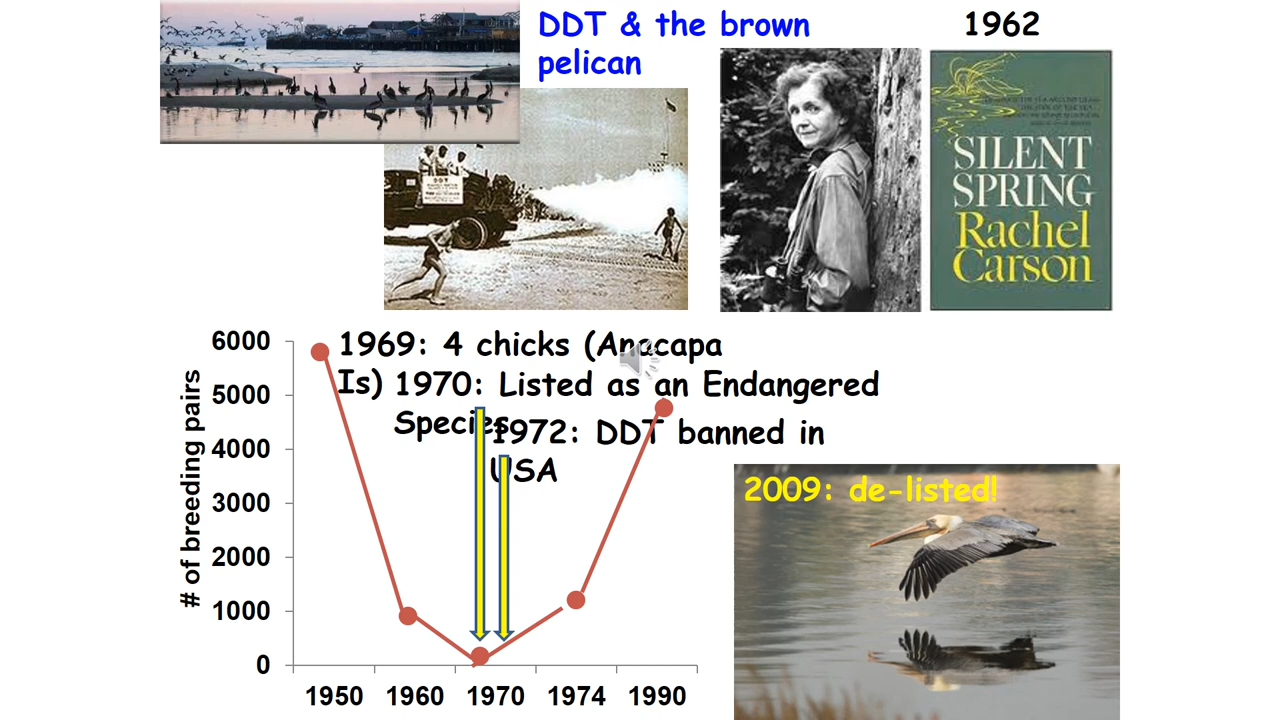 DDT & the brown
pelican
1962
DDT
SILENT
SPRING
Rachel
Carson
1969: 4 chicks (Anacapa
Is)
1970: Listed as an Endangered
Species
1972: DDT banned in
USA
# of breeding pairs
6000
5000
4000
3000
2000
1000
0
1950
1960
1970
1974
1990
2009: de-listed!